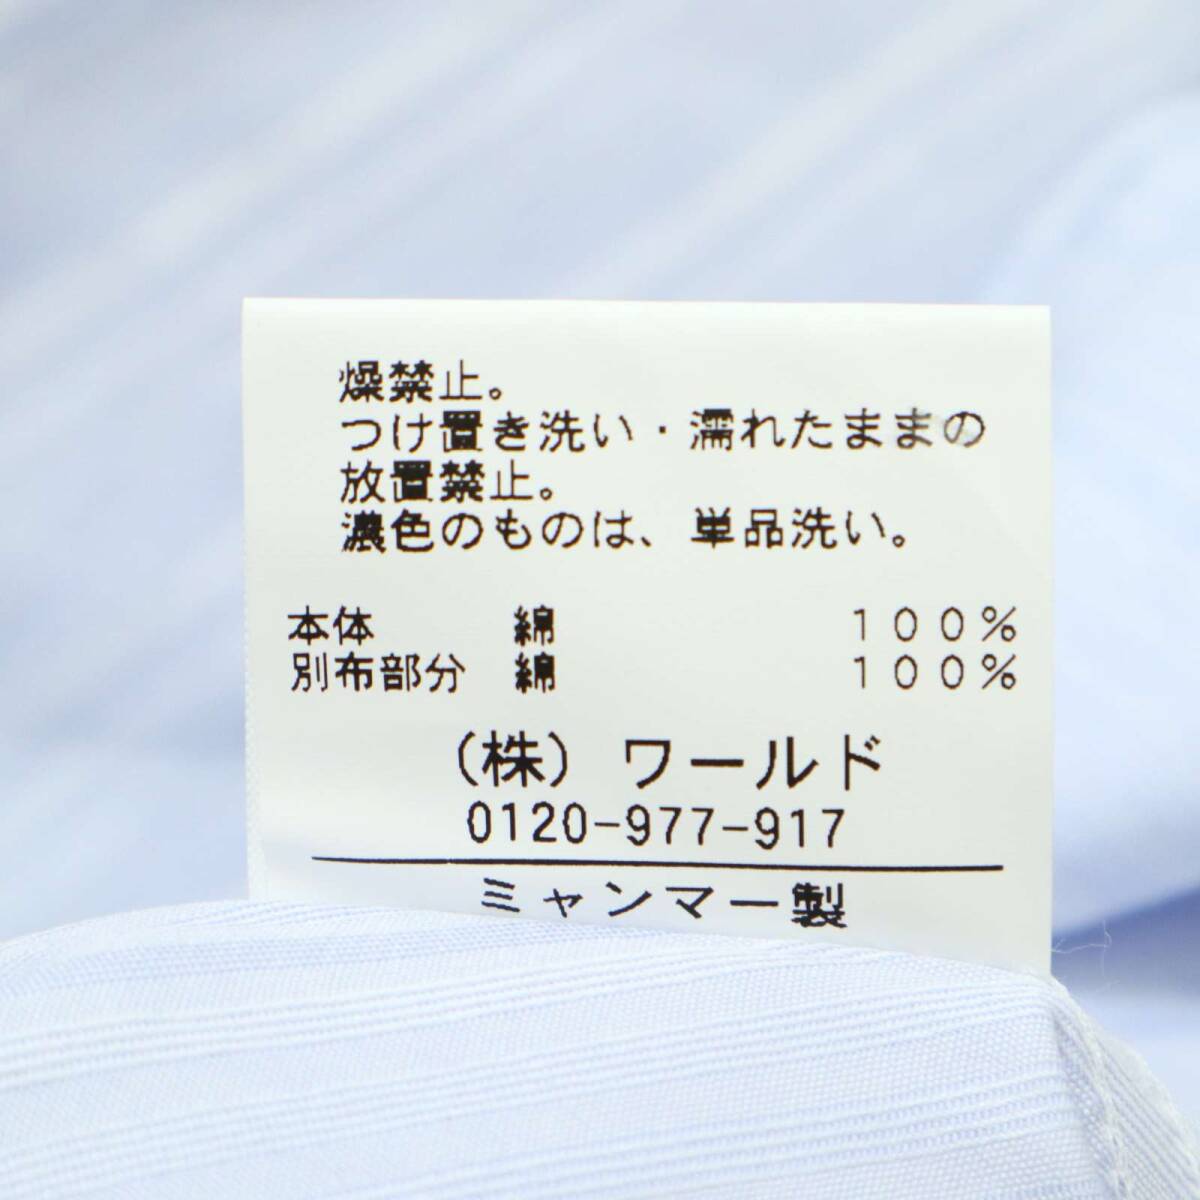 燥禁止。
つけ置き洗い・濡れたままの
放置禁止。
濃色のものは、単品洗い。
本体 綿 100%
別布部分 綿 100%
(株) ワールド
0120-977-917
ミャンマー製